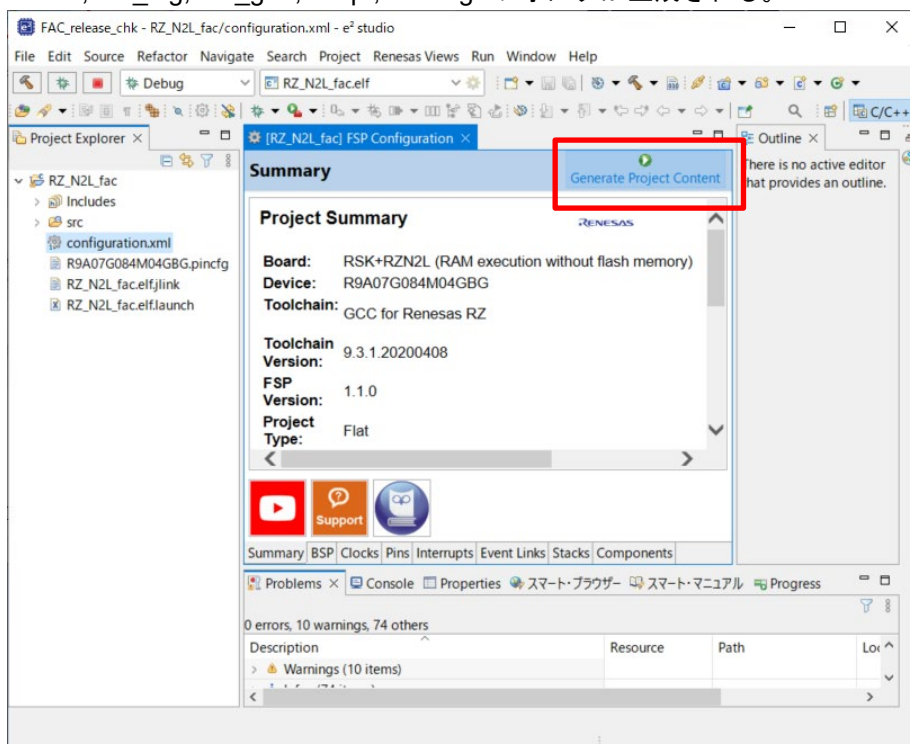 FAC_release_chk - RZ_N2L_fac/configuration.xml - e² studio
File Edit Source Refactor Navigate Search Project Renesas Views Run Window Help
Debug RZ_N2L_fac.elf
C/C++
Project Explorer
[RZ_N2L_fac] FSP Configuration
Outline
RZ_N2L_fac
Includes
src
configuration.xml
R9A07G084M04GBG.pincfg
RZ_N2L_fac.elf.jlink
RZ_N2L_fac.elf.launch
Summary
Generate Project Content
There is no active editor
that provides an outline.
Project Summary
RENESAS
Board: RSK+RZN2L (RAM execution without flash memory)
Device: R9A07G084M04GBG
Toolchain: GCC for Renesas RZ
Toolchain Version: 9.3.1.20200408
FSP Version: 1.1.0
Project Type: Flat
Support
Summary BSP Clocks Pins Interrupts Event Links Stacks Components
Problems Console Properties スマート・ブラウザー スマート・マニュアル Progress
0 errors, 10 warnings, 74 others
Description Resource Path
Warnings (10 items)